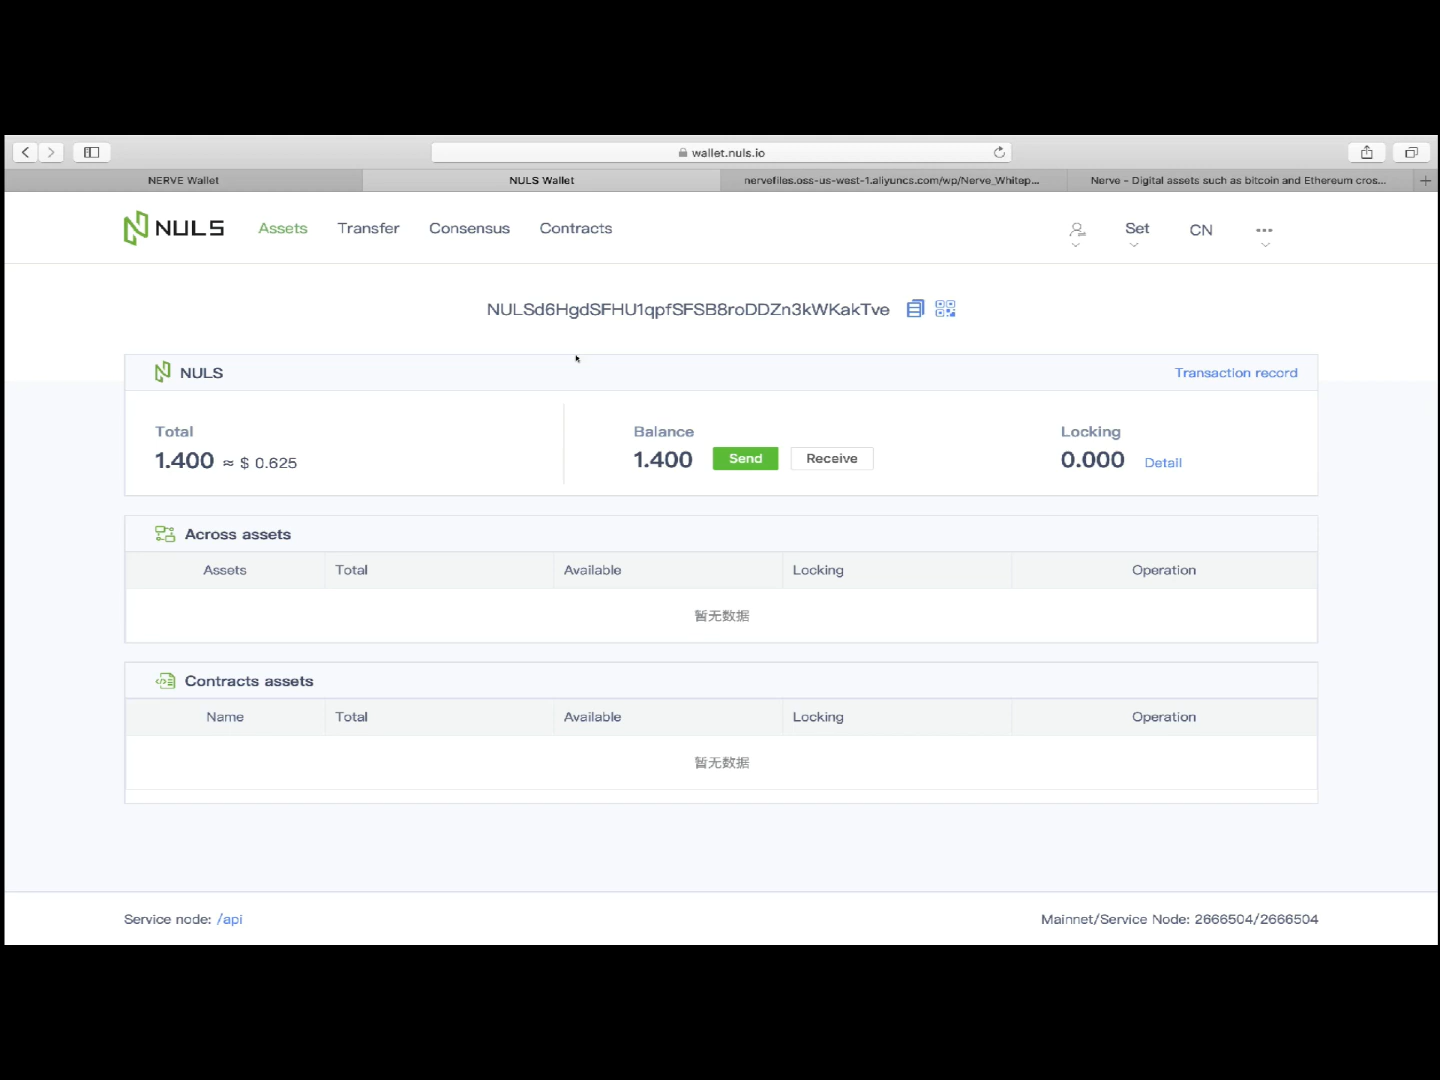 wallet.nuls.io
NERVE Wallet
NULS Wallet
nervefiles.oss-us-west-1.aliyuncs.com/wp/Nerve_Whitep...
Nerve - Digital assets such as bitcoin and Ethereum cros...
NULS
Assets
Transfer
Consensus
Contracts
Set
CN
NULSd6HgdSFHU1qpfSFSB8roDDZn3kWKakTve
NULS
Transaction record
Total
Balance
Locking
1.400 ≈ $ 0.625
1.400 Send Receive
0.000 Detail
Across assets
Assets Total Available Locking Operation
暂无数据
Contracts assets
Name Total Available Locking Operation
暂无数据
Service node: /api
Mainnet/Service Node: 2666504/2666504